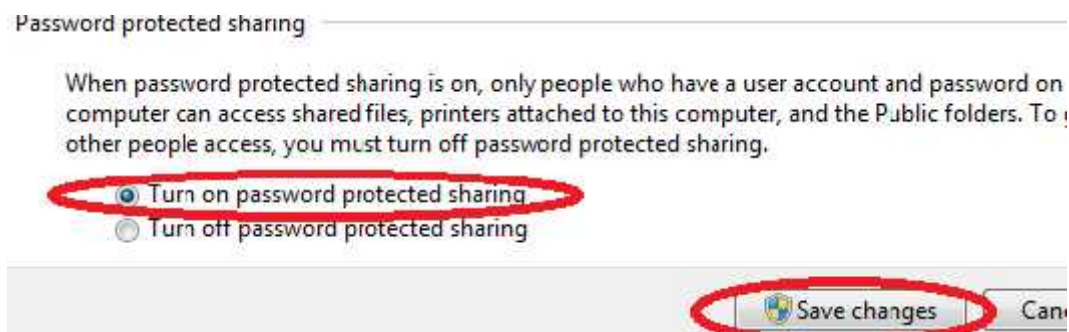 Password protected sharing
When password protected sharing is on, only people who have a user account and password on
computer can access shared files, printers attached to this computer, and the Public folders. To
other people access, you must turn off password protected sharing.
Turn on password protected sharing
Turn off password protected sharing
Save changes